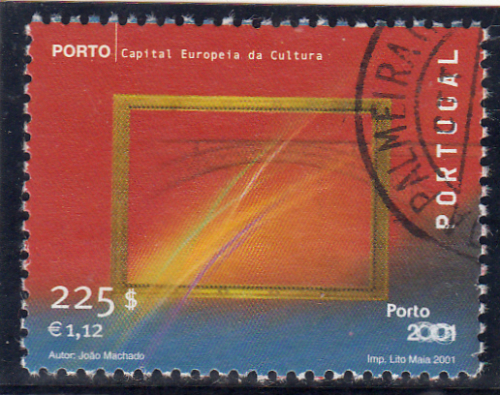 PORTO | Capital Europeia da Cultura
PORTUGAL
PALMEIRA
225$
€ 1,12
Autor: João Machado
Porto
2001
Imp. Lito Maia 2001